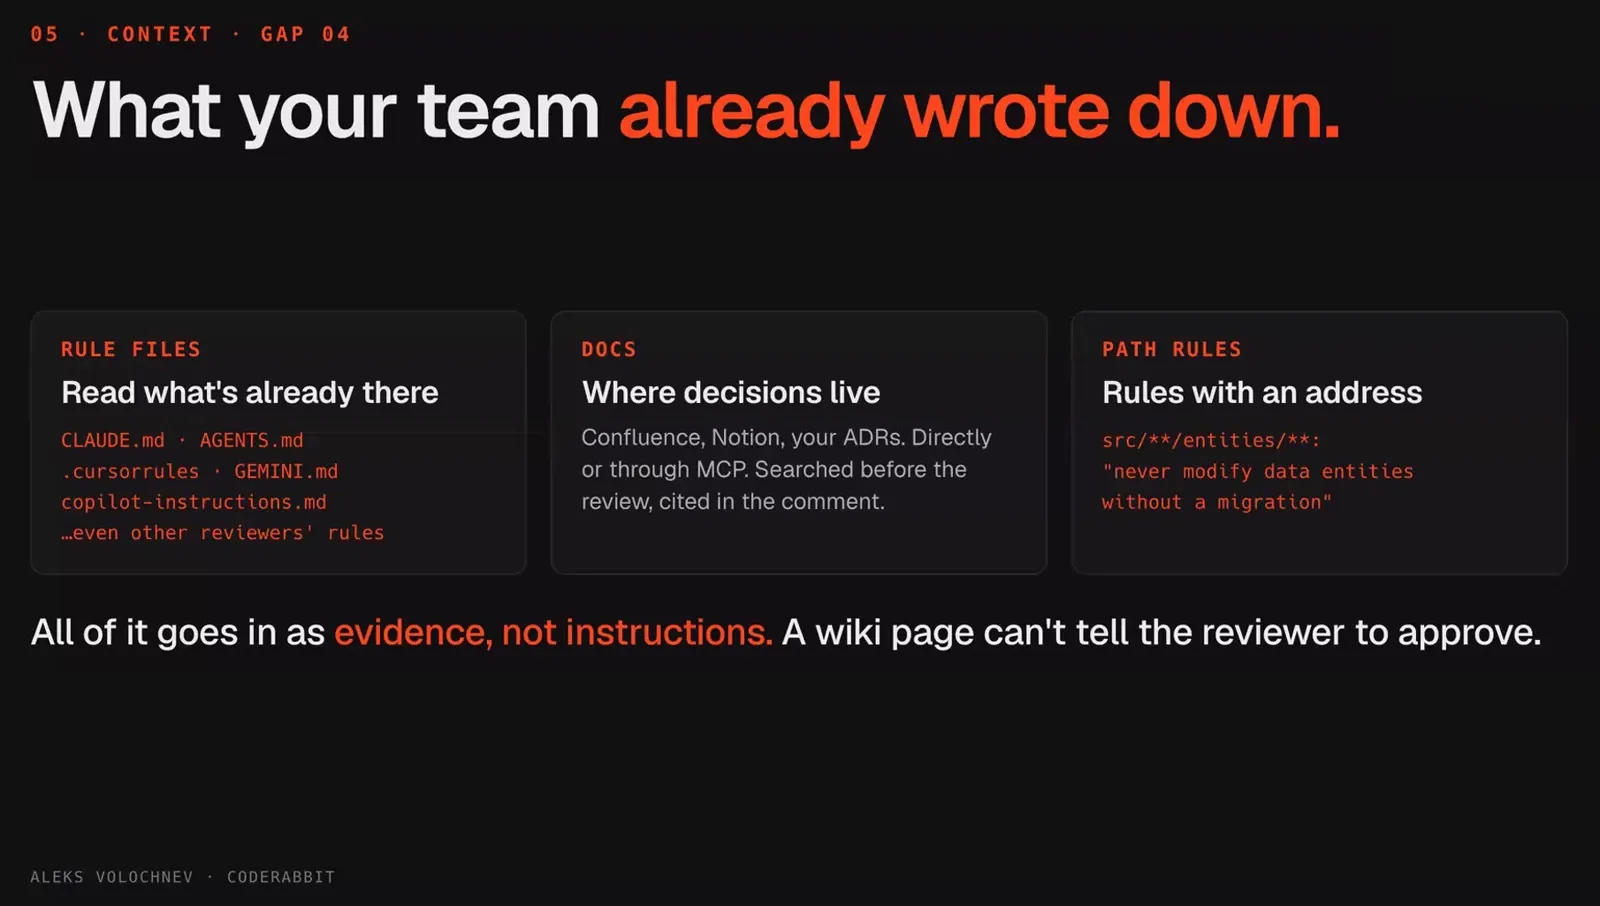 05 · CONTEXT · GAP 04
What your team already wrote down.
RULE FILES
Read what's already there
CLAUDE.md · AGENTS.md
.cursorrules · GEMINI.md
copilot-instructions.md
…even other reviewers' rules
DOCS
Where decisions live
Confluence, Notion, your ADRs. Directly
or through MCP. Searched before the
review, cited in the comment.
PATH RULES
Rules with an address
src/**/entities/**:
"never modify data entities
without a migration"
All of it goes in as evidence, not instructions. A wiki page can't tell the reviewer to approve.
ALEKS VOLOCHNEV · CODERABBIT